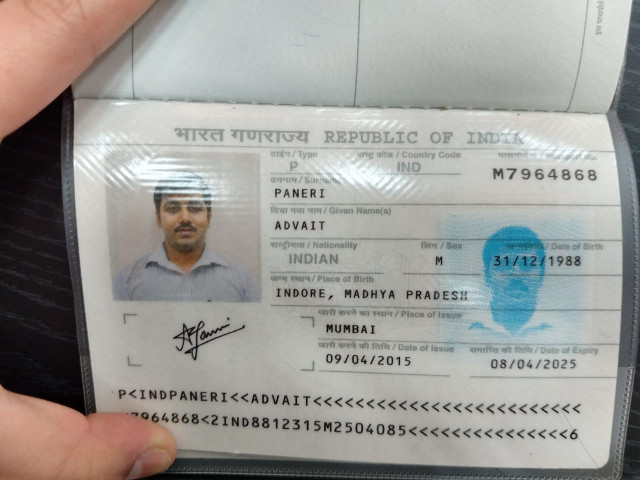 भारत गणराज्य REPUBLIC OF INDIA
टाईप / Type
राष्ट्र कोड / Country Code
P
IND
M7964868
उपनाम / Surname
PANERI
दिया गया नाम / Given Name(s)
ADVAIT
राष्ट्रीयता / Nationality
लिंग / Sex
जन्मतिथि / Date of Birth
INDIAN
M
31/12/1988
जन्म स्थान / Place of Birth
INDORE, MADHYA PRADESH
जारी करने का स्थान / Place of Issue
MUMBAI
जारी करने की तिथि / Date of Issue
समाप्ति की तिथि / Date of Expiry
09/04/2015
08/04/2025
P<INDPANERI<<ADVAIT<<<<<<<<<<<<<<<<<<<<<<<<<
7964868<2IND8812315M2504085<<<<<<<<<<<<<<<6